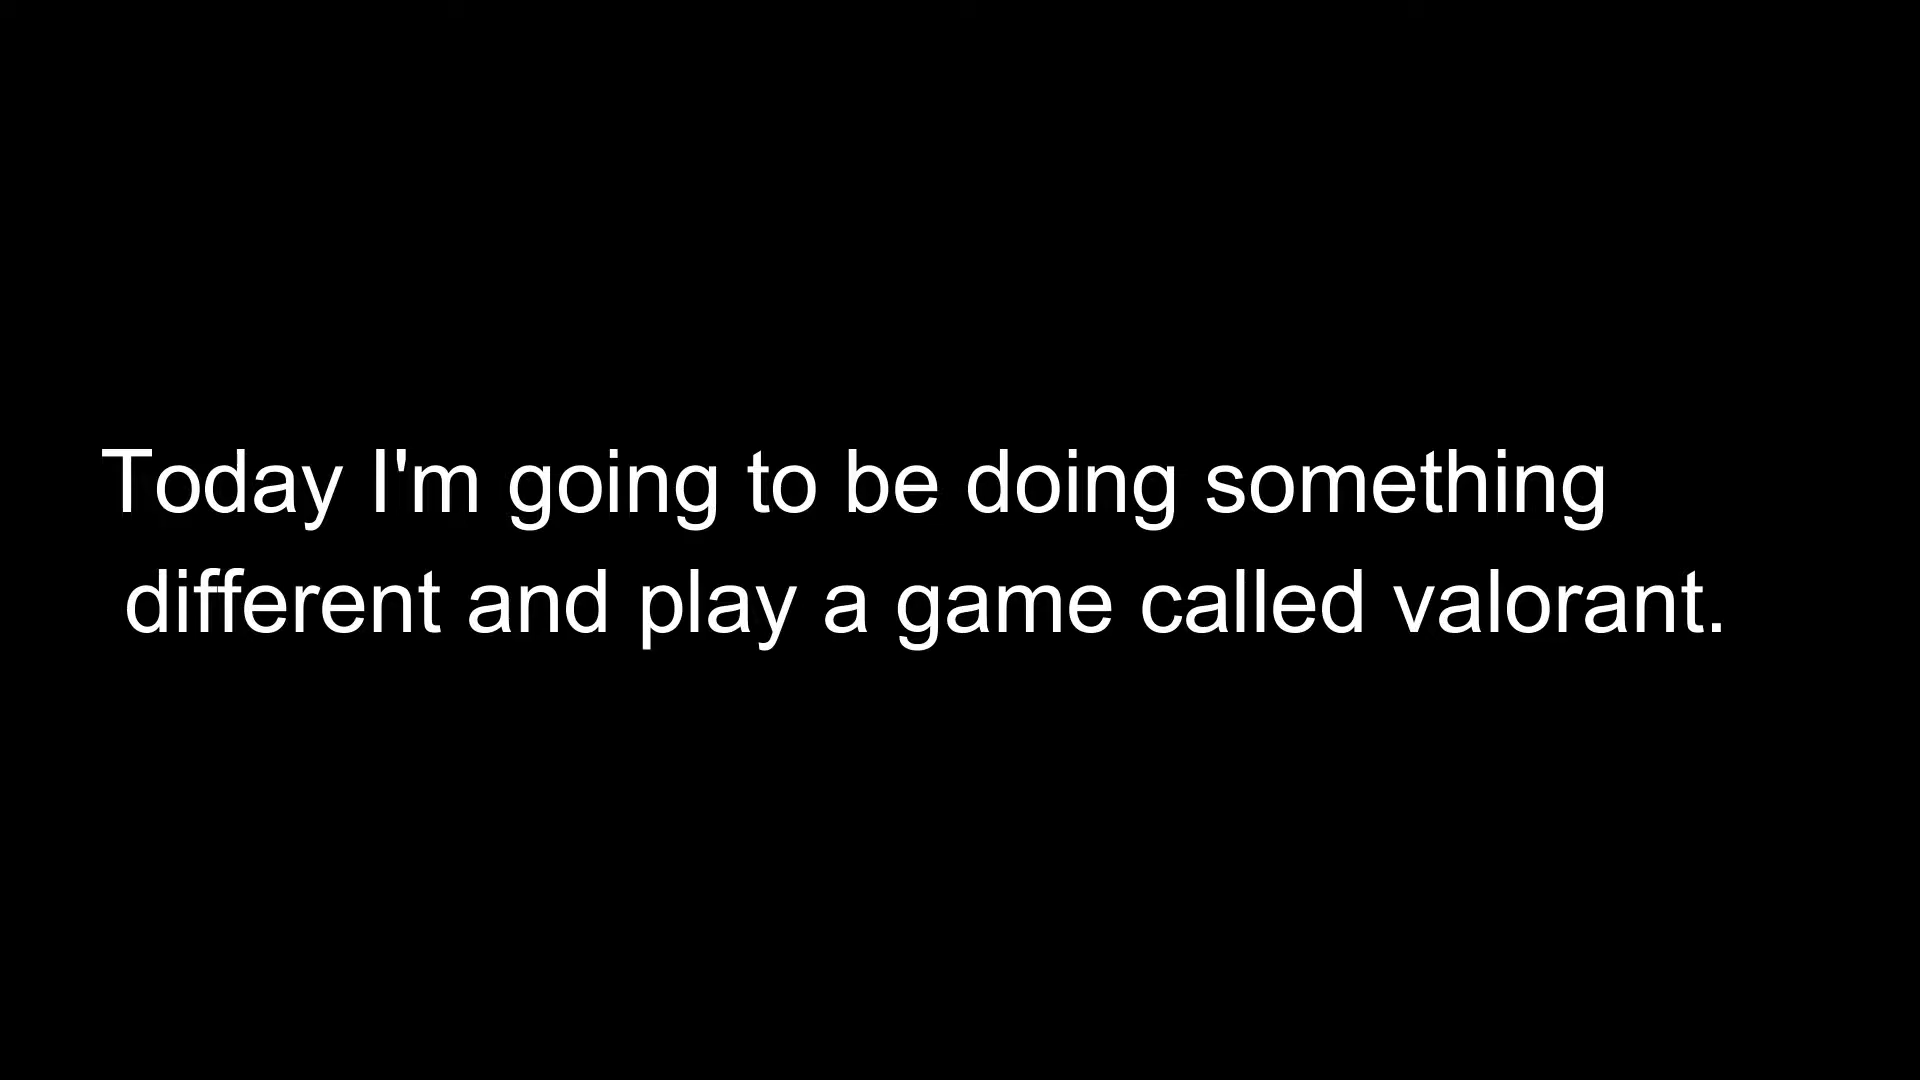 Today I'm going to be doing something
different and play a game called valorant.